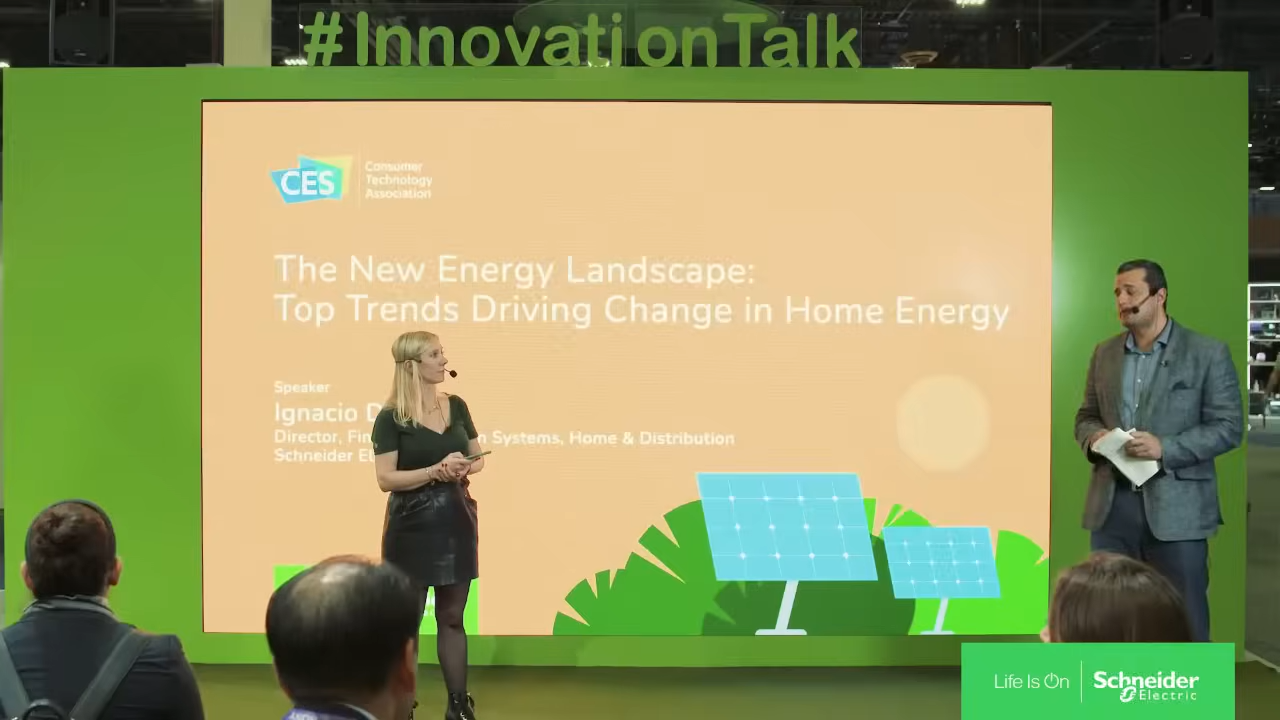 #InnovationTalk
CES
Consumer
Technology
Association
The New Energy Landscape:
Top Trends Driving Change in Home Energy
Speaker
Ignacio
Director, Systems, Home & Distribution
Schneider
Life Is On
Schneider
Electric